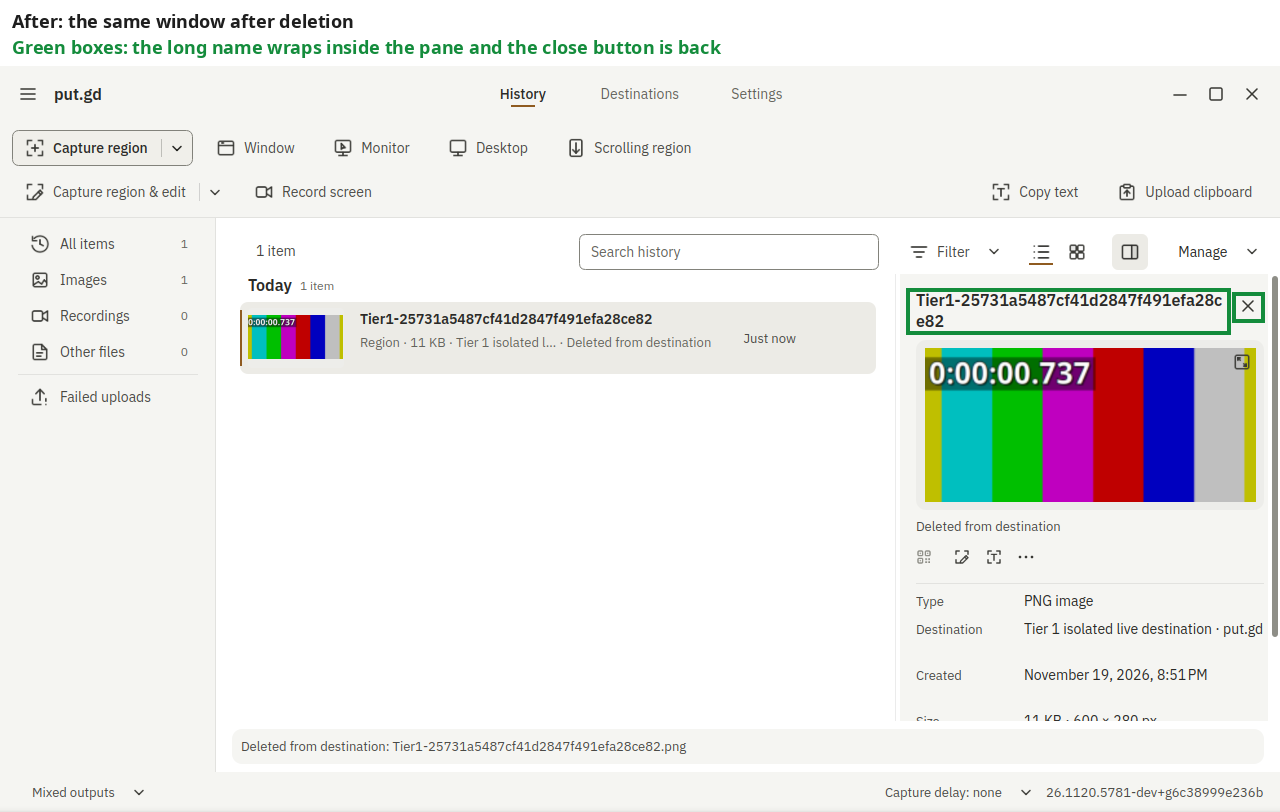 After: the same window after deletion
Green boxes: the long name wraps inside the pane and the close button is back
put.gd
History
Destinations
Settings
Capture region
Window
Monitor
Desktop
Scrolling region
Capture region & edit
Record screen
Copy text
Upload clipboard
All items 1
Images 1
Recordings 0
Other files 0
Failed uploads
1 item
Search history
Filter
Manage
Today 1 item
0:00:00.737
Tier1-25731a5487cf41d2847f491efa28ce82
Region · 11 KB · Tier 1 isolated l... · Deleted from destination
Just now
Tier1-25731a5487cf41d2847f491efa28c
e82
0:00:00.737
Deleted from destination
Type PNG image
Destination Tier 1 isolated live destination · put.gd
Created November 19, 2026, 8:51 PM
Size 11 KB · 600 × 280 px
Deleted from destination: Tier1-25731a5487cf41d2847f491efa28ce82.png
Mixed outputs
Capture delay: none
26.1120.5781-dev+g6c38999e236b